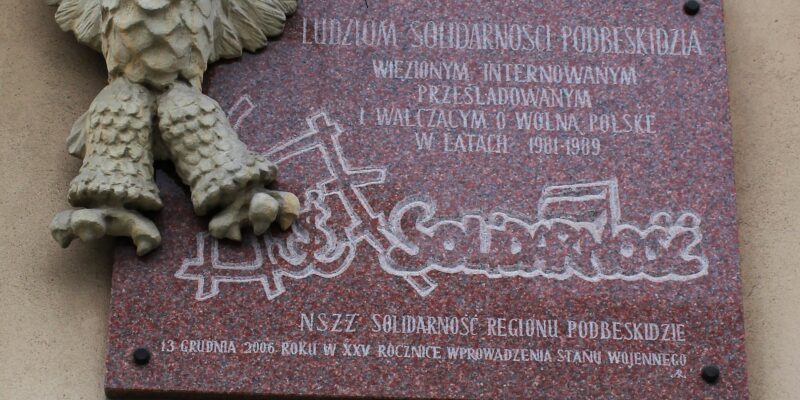 LUDZIOM SOLIDARNOŚCI PODBESKIDZIA
WIĘZIONYM, INTERNOWANYM
PRZEŚLADOWANYM
I WALCZĄCYM O WOLNĄ POLSKĘ
W LATACH 1981-1989
SOLIDARNOŚĆ
NSZZ SOLIDARNOŚĆ REGIONU PODBESKIDZIE
13 GRUDNIA 2006 ROKU W XXV ROCZNICĘ WPROWADZENIA STANU WOJENNEGO